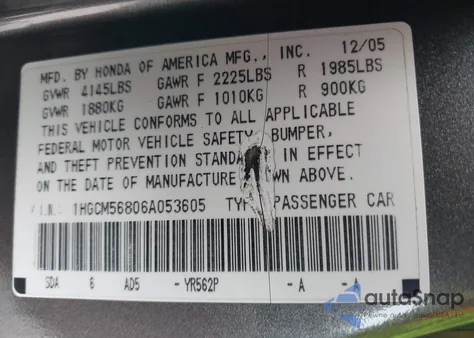 MFD. BY HONDA OF AMERICA MFG., INC. 12/05
GVWR 4145LBS GAWR F 2225LBS R 1985LBS
GVWR 1880KG GAWR F 1010KG R 900KG
THIS VEHICLE CONFORMS TO ALL APPLICABLE
FEDERAL MOTOR VEHICLE SAFETY, BUMPER,
AND THEFT PREVENTION STANDA IN EFFECT
ON THE DATE OF MANUFACTURE WN ABOVE.
V.I.N.: 1HGCM56806A053605 TYPE PASSENGER CAR
SDA 6 AD5 -YR562P -A -A
autoSnap